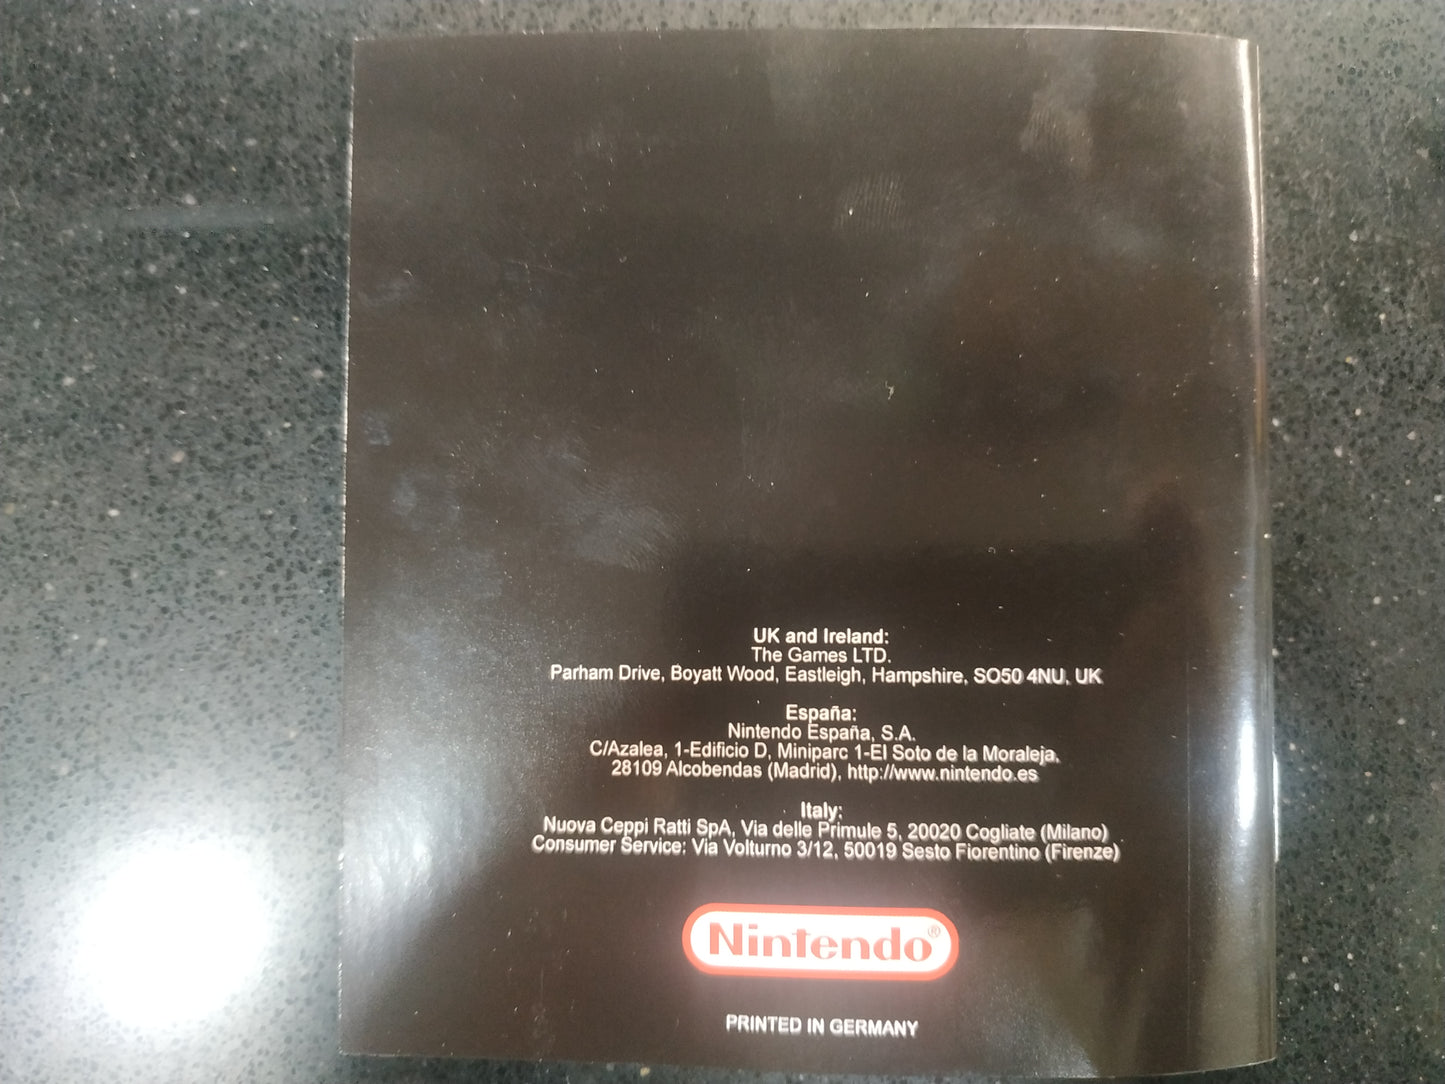 UK and Ireland:
The Games LTD.
Parham Drive, Boyatt Wood, Eastleigh, Hampshire, SO50 4NU, UK
España:
Nintendo España, S.A.
C/Azalea, 1-Edificio D, Miniparc 1-El Soto de la Moraleja,
28109 Alcobendas (Madrid), http://www.nintendo.es
Italy:
Nuova Ceppi Ratti SpA, Via delle Primule 5, 20020 Cogliate (Milano)
Consumer Service: Via Volturno 3/12, 50019 Sesto Fiorentino (Firenze)
Nintendo®
PRINTED IN GERMANY